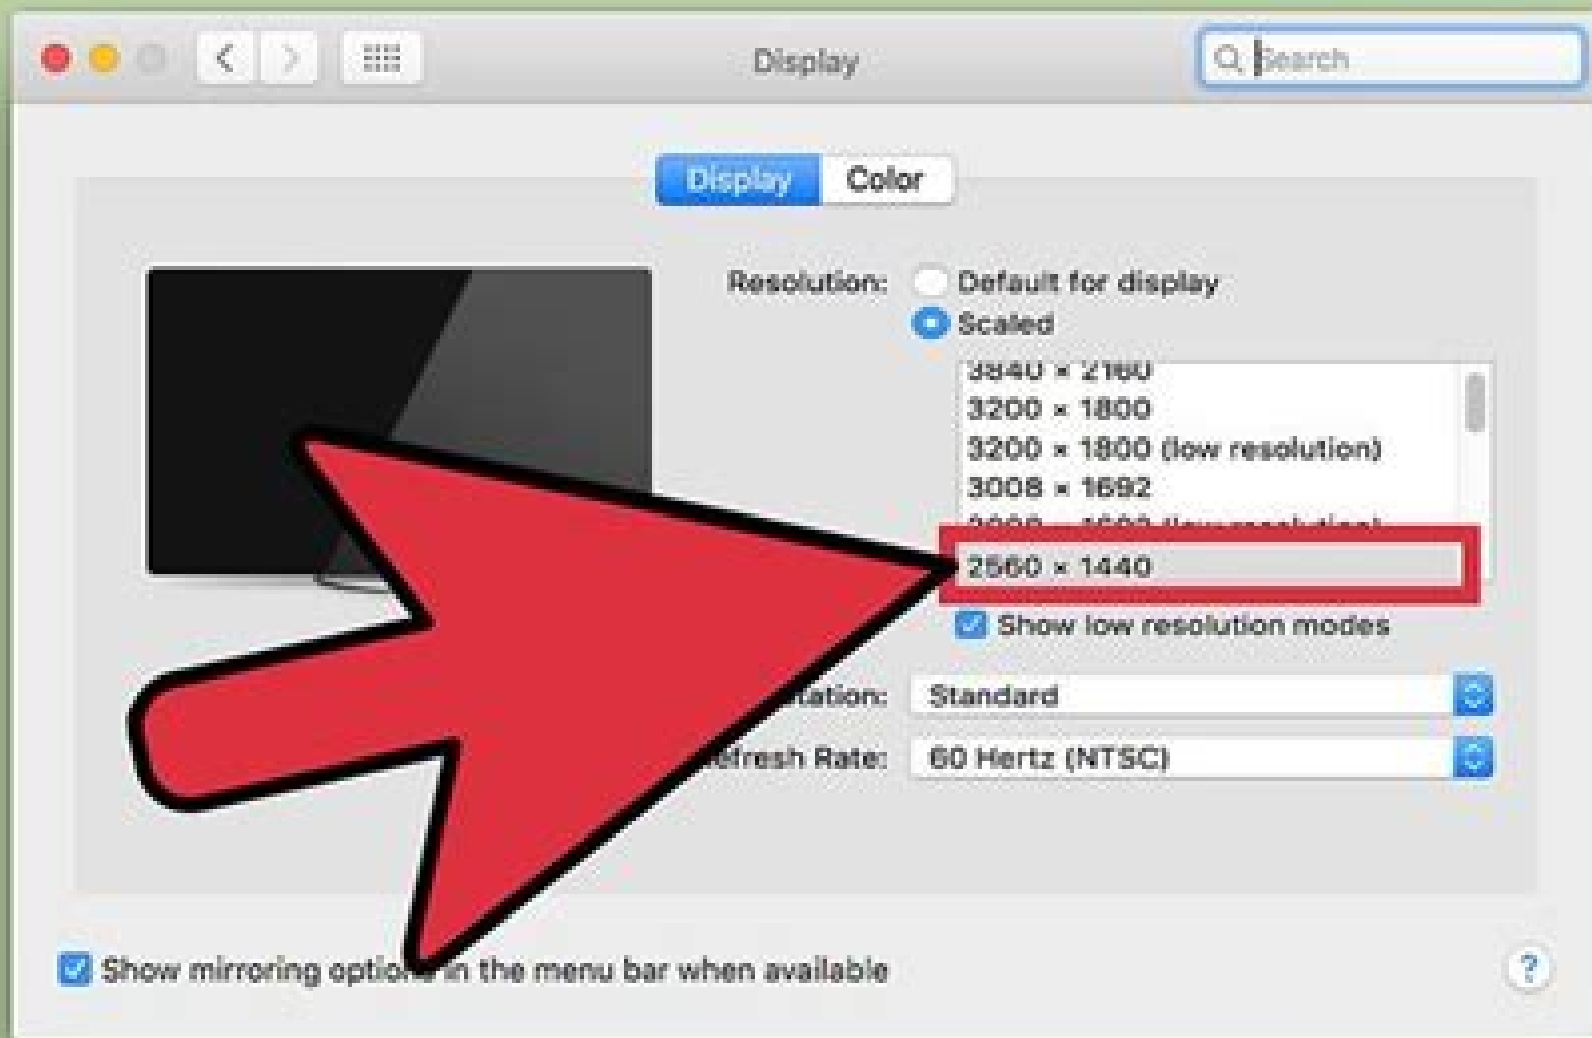 Display
Search
Display
Color
Resolution:
Default for display
Scaled
3840 × 2160
3200 × 1800
3200 × 1800 (low resolution)
3008 × 1692
2560 × 1440
Show low resolution modes
Standard
Refresh Rate:
60 Hertz (NTSC)
Show mirroring options in the menu bar when available
?